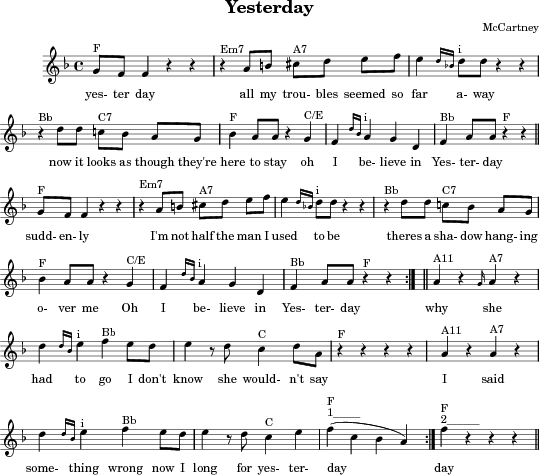 Yesterday
McCartney
F Em7 A7 i
yes- ter day all my trou- bles seemed so far a- way
Bb C7 F C/E i Bb F
now it looks as though they're here to stay oh I be- lieve in Yes- ter- day
F Em7 A7 i Bb C7
sudd- en- ly I'm not half the man I used to be theres a sha- dow hang- ing
F C/E i Bb F A11 A7
o- ver me Oh I be- lieve in Yes- ter- day why she
i Bb C F A11 A7
had to go I don't know she would- n't say I said
i Bb C F 1 F 2
some- thing wrong now I long for yes- ter- day day